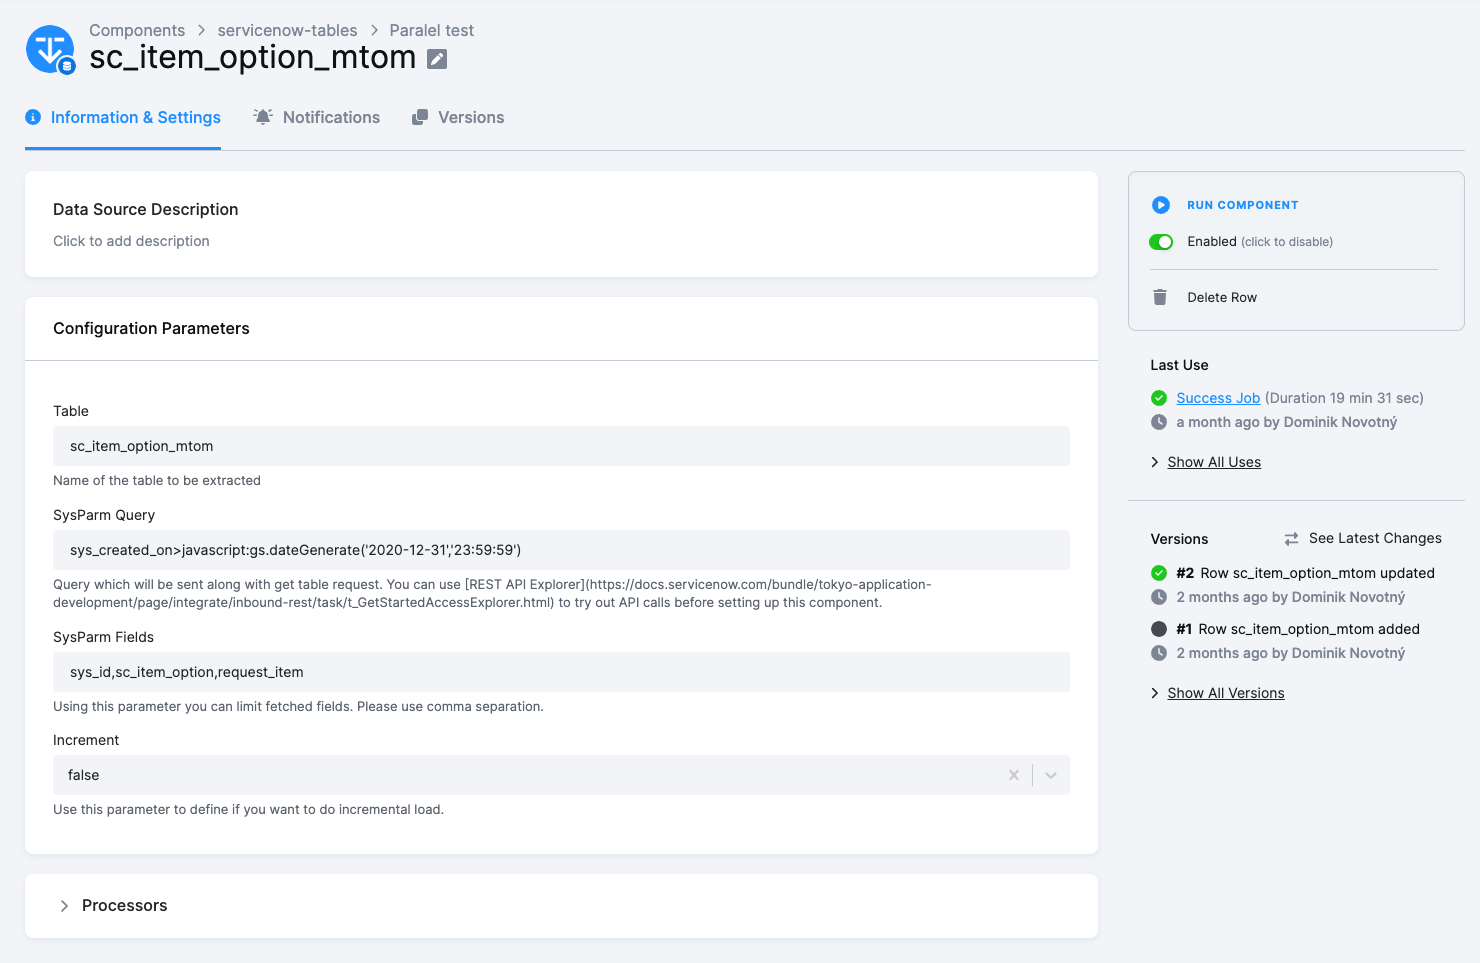 Components > servicenow-tables > Paralel test
sc_item_option_mtom
Information & Settings
Notifications
Versions
Data Source Description
Click to add description
Configuration Parameters
Table
sc_item_option_mtom
Name of the table to be extracted
SysParm Query
sys_created_on>javascript:gs.dateGenerate('2020-12-31','23:59:59')
Query which will be sent along with get table request. You can use [REST API Explorer](https://docs.servicenow.com/bundle/tokyo-application-
development/page/integrate/inbound-rest/task/t_GetStartedAccessExplorer.html) to try out API calls before setting up this component.
SysParm Fields
sys_id,sc_item_option,request_item
Using this parameter you can limit fetched fields. Please use comma separation.
Increment
false
Use this parameter to define if you want to do incremental load.
Processors
RUN COMPONENT
Enabled (click to disable)
Delete Row
Last Use
Success Job (Duration 19 min 31 sec)
a month ago by Dominik Novotný
Show All Uses
Versions
See Latest Changes
#2 Row sc_item_option_mtom updated
2 months ago by Dominik Novotný
#1 Row sc_item_option_mtom added
2 months ago by Dominik Novotný
Show All Versions